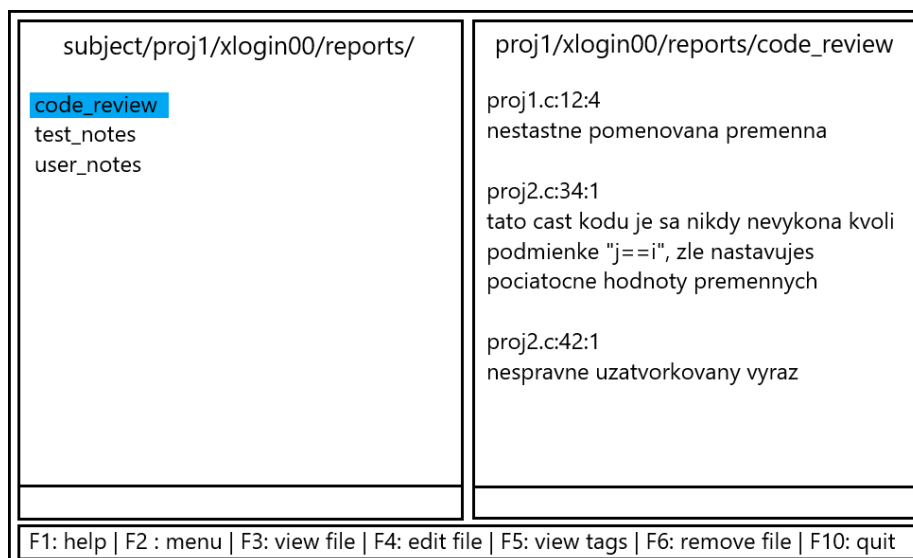 subject/proj1/xlogin00/reports/
code_review
test_notes
user_notes
proj1/xlogin00/reports/code_review
proj1.c:12:4
nestastne pomenovana premenna
proj2.c:34:1
tato cast kodu je sa nikdy nevykona kvoli
podmienke "j==i", zle nastavujes
pociatocne hodnoty premennych
proj2.c:42:1
nespravne uzatvorkovany vyraz
F1: help | F2 : menu | F3: view file | F4: edit file | F5: view tags | F6: remove file | F10: quit